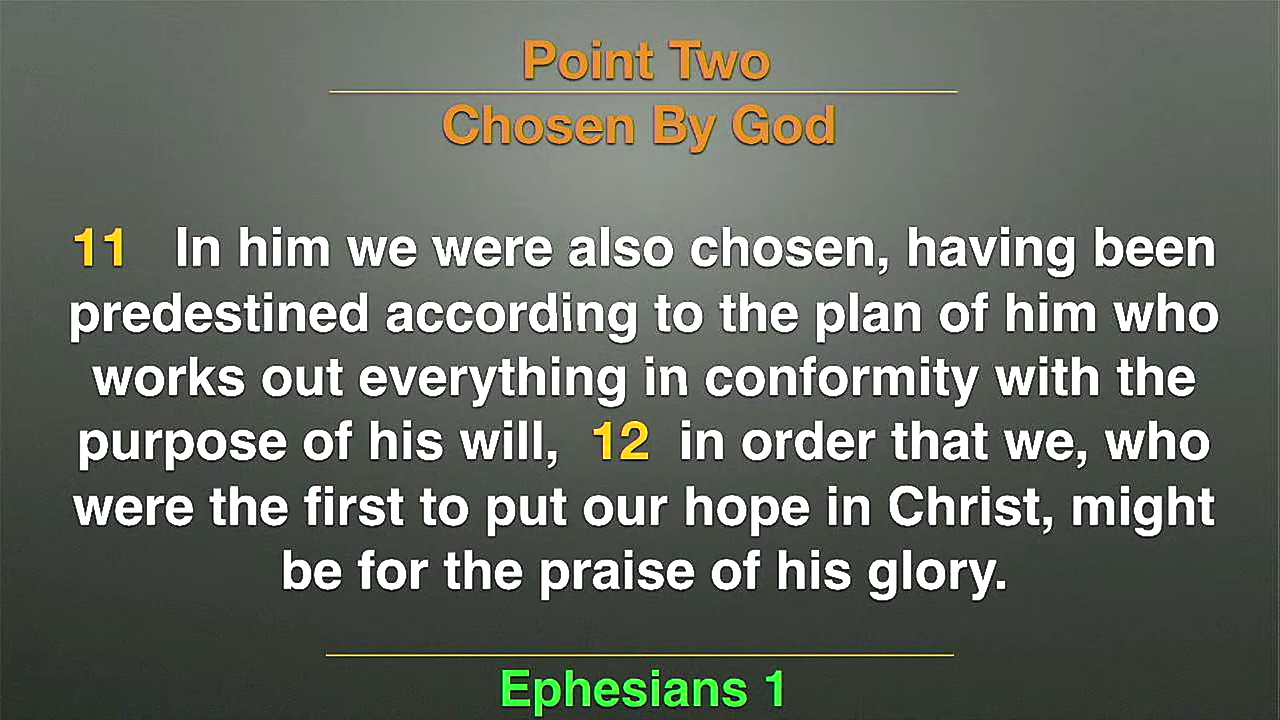 Point Two
Chosen By God
11 In him we were also chosen, having been
predestined according to the plan of him who
works out everything in conformity with the
purpose of his will, 12 in order that we, who
were the first to put our hope in Christ, might
be for the praise of his glory.
Ephesians 1